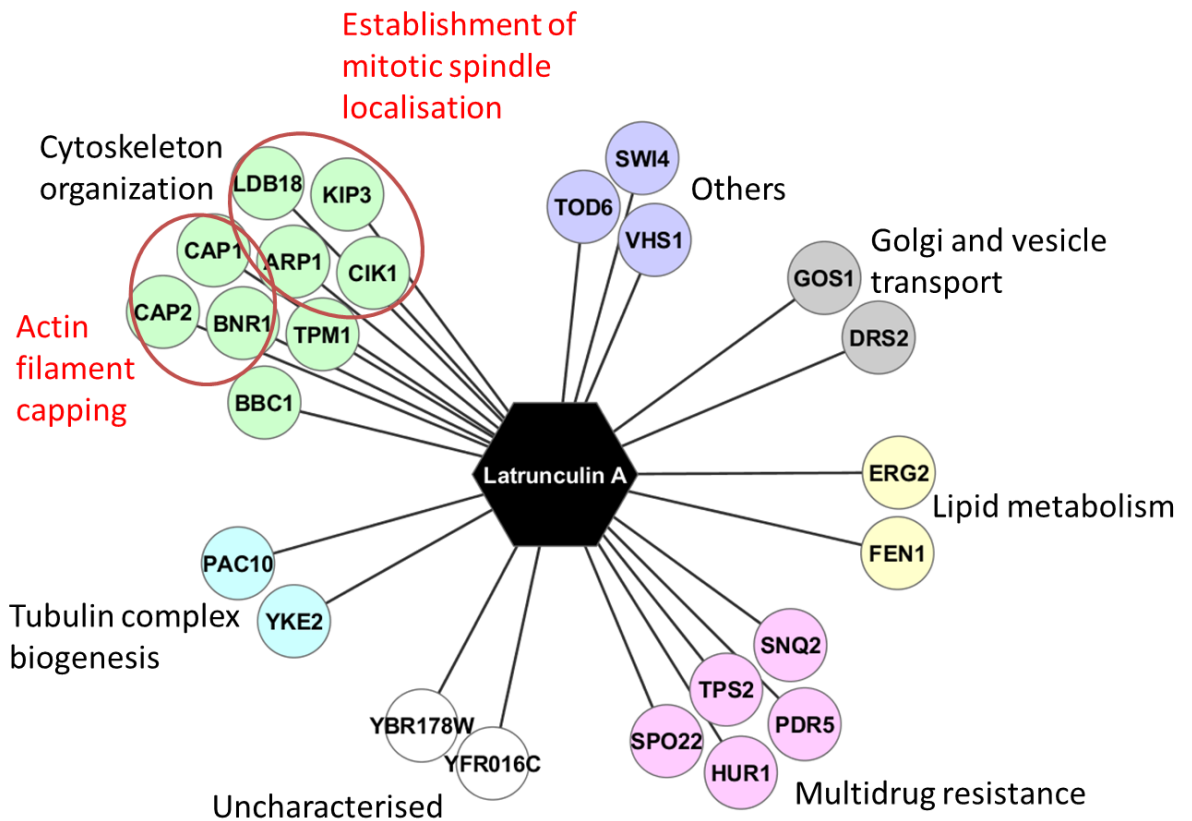 Establishment of
mitotic spindle
localisation
Cytoskeleton
organization
LDB18
KIP3
CAP1
ARP1
CIK1
CAP2
BNR1
TPM1
BBC1
Actin
filament
capping
SWI4
TOD6
VHS1
Others
Golgi and vesicle
transport
GOS1
DRS2
Latrunculin A
ERG2
Lipid metabolism
FEN1
PAC10
YKE2
Tubulin complex
biogenesis
SNQ2
TPS2
PDR5
SPO22
HUR1
Multidrug resistance
YBR178W
YFR016C
Uncharacterised